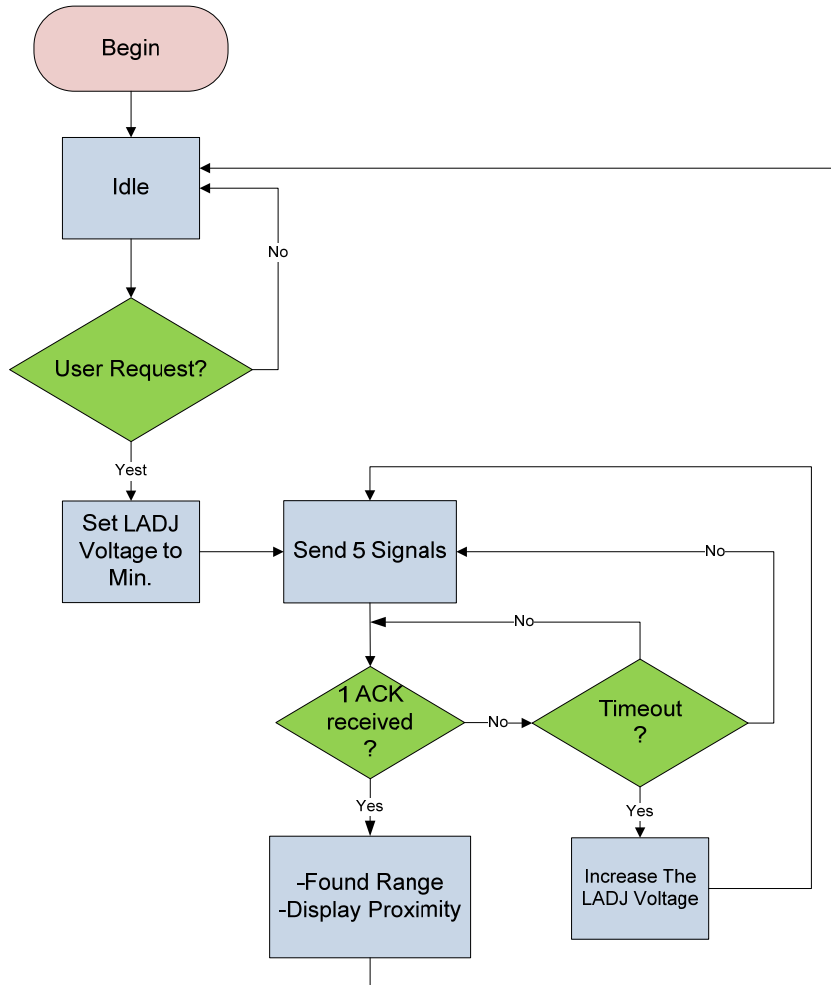 Begin
Idle
No
User Request?
Yest
Set LADJ
Voltage to
Min.
Send 5 Signals
No
No
1 ACK
received
?
No
Timeout
?
Yes
Yes
-Found Range
-Display Proximity
Increase The
LADJ Voltage